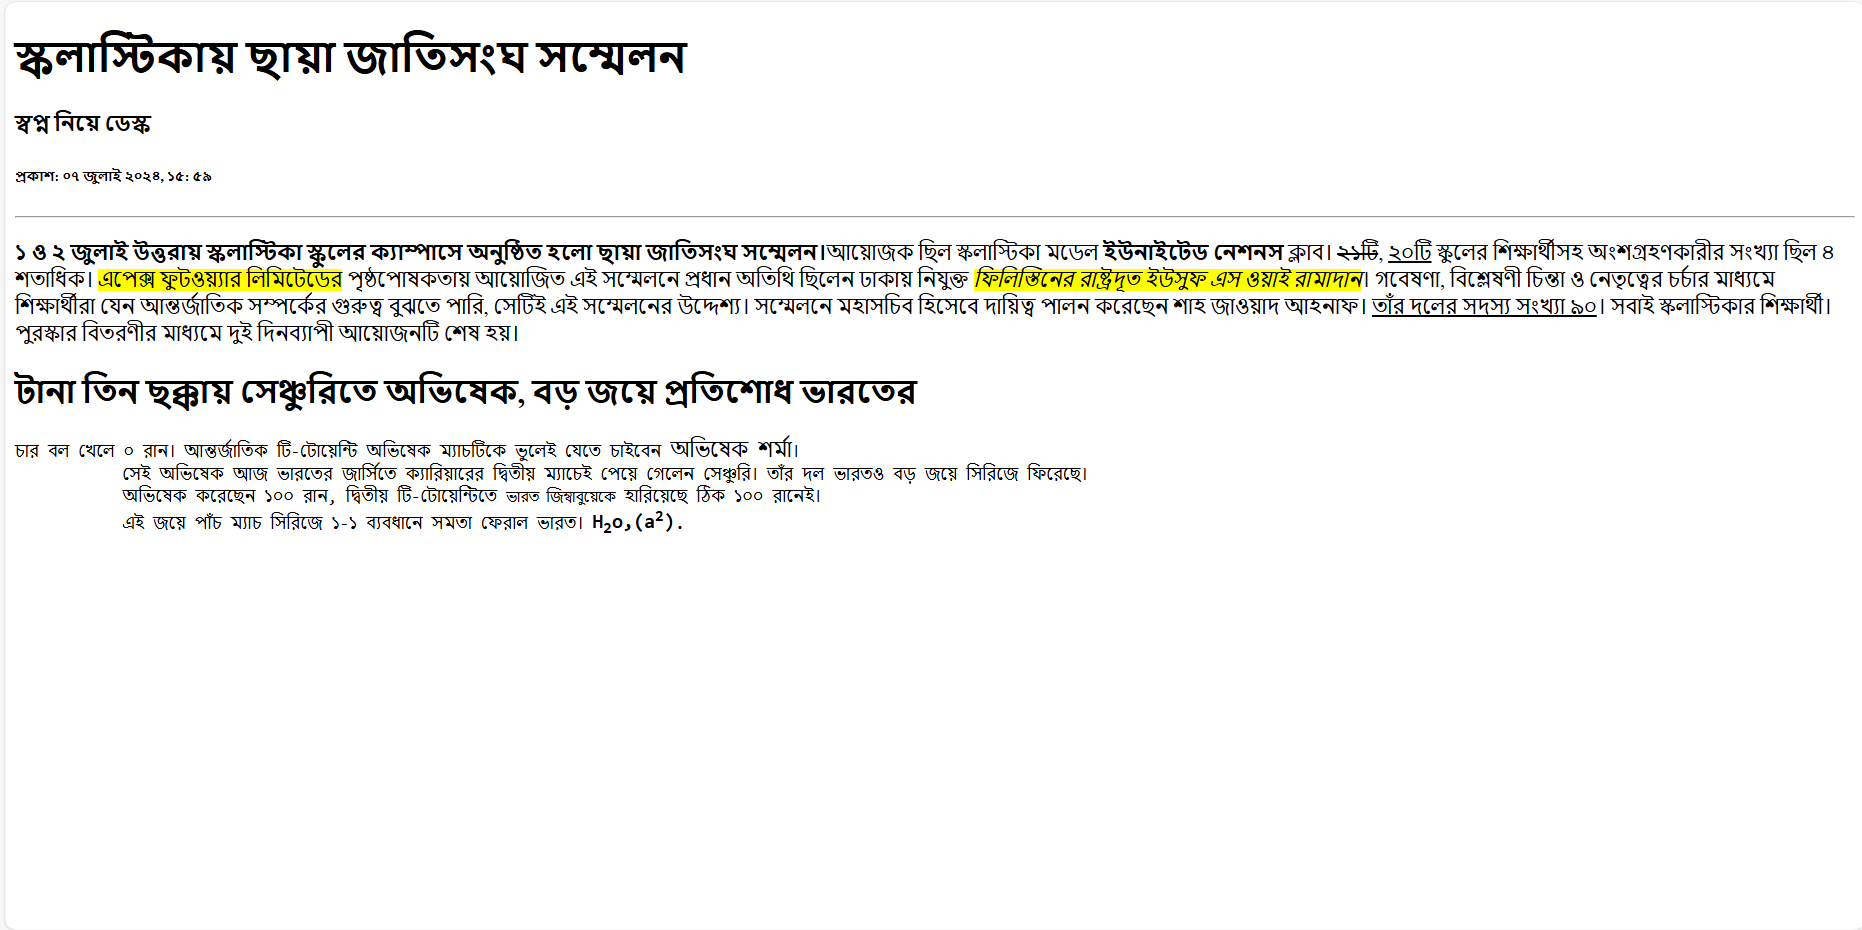 স্কলাস্টিকায় ছায়া জাতিসংঘ সম্মেলন
স্বপ্ন নিয়ে ডেস্ক
প্রকাশ: ০৭ জুলাই ২০২৪, ১৫: ৫৯
১ ও ২ জুলাই উত্তরায় স্কলাস্টিকা স্কুলের ক্যাম্পাসে অনুষ্ঠিত হলো ছায়া জাতিসংঘ সম্মেলন।আয়োজক ছিল স্কলাস্টিকা মডেল ইউনাইটেড নেশনস ক্লাব। ২১টি, ২০টি স্কুলের শিক্ষার্থীসহ অংশগ্রহণকারীর সংখ্যা ছিল ৪
শতাধিক। এপেক্স ফুটওয়্যার লিমিটেডের পৃষ্ঠপোষকতায় আয়োজিত এই সম্মেলনে প্রধান অতিথি ছিলেন ঢাকায় নিযুক্ত ফিলিস্তিনের রাষ্ট্রদূত ইউসুফ এস ওয়াই রামাদান। গবেষণা, বিশ্লেষণী চিন্তা ও নেতৃত্বের চর্চার মাধ্যমে
শিক্ষার্থীরা যেন আন্তর্জাতিক সম্পর্কের গুরুত্ব বুঝতে পারি, সেটিই এই সম্মেলনের উদ্দেশ্য। সম্মেলনে মহাসচিব হিসেবে দায়িত্ব পালন করেছেন শাহ জাওয়াদ আহনাফ। তাঁর দলের সদস্য সংখ্যা ৯০। সবাই স্কলাস্টিকার শিক্ষার্থী।
পুরস্কার বিতরণীর মাধ্যমে দুই দিনব্যাপী আয়োজনটি শেষ হয়।
টানা তিন ছক্কায় সেঞ্চুরিতে অভিষেক, বড় জয়ে প্রতিশোধ ভারতের
চার বল খেলে ০ রান। আন্তর্জাতিক টি-টোয়েন্টি অভিষেক ম্যাচটিকে ভুলেই যেতে চাইবেন অভিষেক শর্মা।
সেই অভিষেক আজ ভারতের জার্সিতে ক্যারিয়ারের দ্বিতীয় ম্যাচেই পেয়ে গেলেন সেঞ্চুরি। তাঁর দল ভারতও বড় জয়ে সিরিজে ফিরেছে।
অভিষেক করেছেন ১০০ রান, দ্বিতীয় টি-টোয়েন্টিতে ভারত জিম্বাবুয়েকে হারিয়েছে ঠিক ১০০ রানেই।
এই জয়ে পাঁচ ম্যাচ সিরিজে ১-১ ব্যবধানে সমতা ফেরাল ভারত। H₂o,(a²).